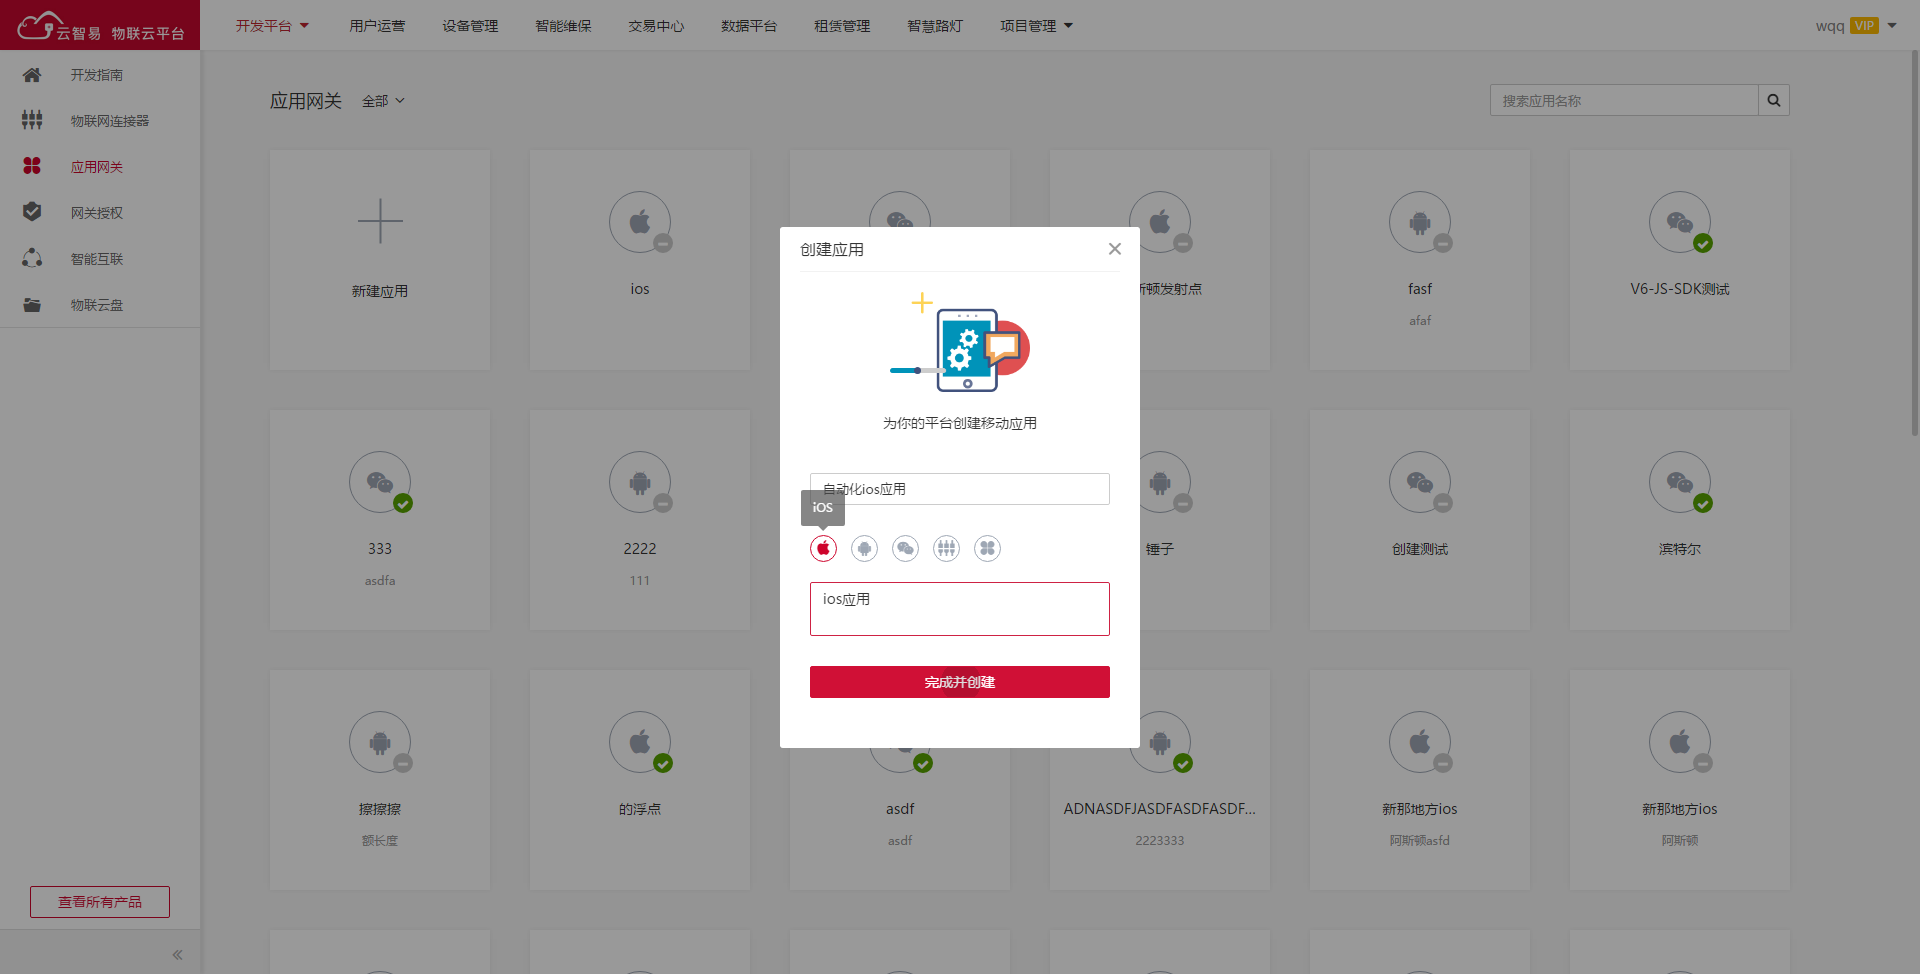 云智易 物联云平台
开发平台 用户运营 设备管理 智能维保 交易中心 数据平台 租赁管理 智慧路灯 项目管理
wqq VIP
开发指南
物联网连接器
应用网关
网关授权
智能互联
物联云盘
查看所有产品
应用网关 全部
搜索应用名称
新建应用
ios
斯顿发射点
fasf
afaf
V6-JS-SDK测试
创建应用
为你的平台创建移动应用
自动化ios应用
iOS
ios应用
完成并创建
333
asdfa
2222
111
锤子
创建测试
滨特尔
擦擦擦
额长度
的浮点
asdf
asdf
ADNASDFJASDFASDFASDF...
2223333
新那地方ios
阿斯顿asfd
新那地方ios
阿斯顿